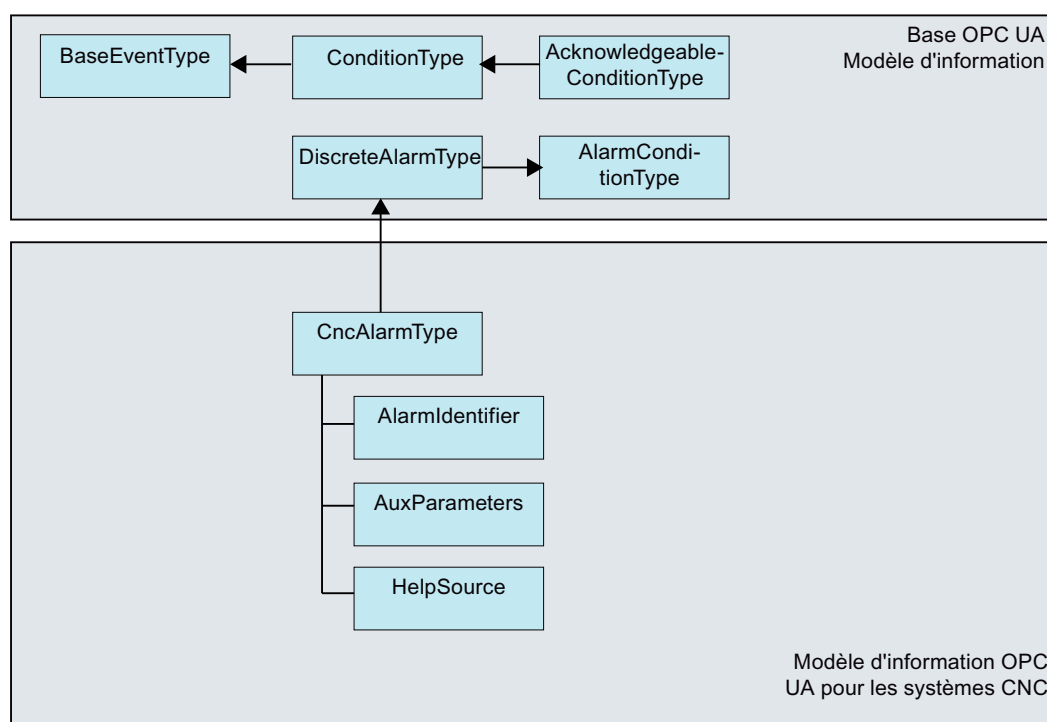 Base OPC UA
Modèle d'information
BaseEventType
ConditionType
Acknowledgeable-
ConditionType
DiscreteAlarmType
AlarmCondi-
tionType
CncAlarmType
AlarmIdentifier
AuxParameters
HelpSource
Modèle d'information OPC
UA pour les systèmes CNC